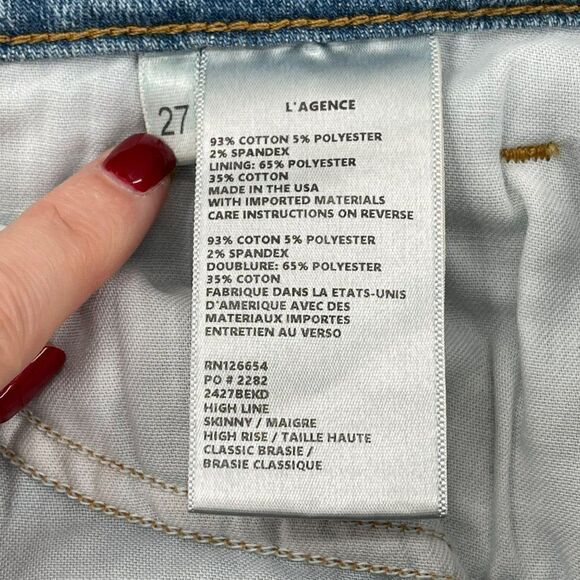 27
L'AGENCE
93% COTTON 5% POLYESTER
2% SPANDEX
LINING: 65% POLYESTER
35% COTTON
MADE IN THE USA
WITH IMPORTED MATERIALS
CARE INSTRUCTIONS ON REVERSE
93% COTON 5% POLYESTER
2% SPANDEX
DOUBLURE: 65% POLYESTER
35% COTON
FABRIQUE DANS LA ETATS-UNIS
D'AMERIQUE AVEC DES
MATERIAUX IMPORTES
ENTRETIEN AU VERSO
RN126654
PO # 2282
2427BEKD
HIGH LINE
SKINNY / MAIGRE
HIGH RISE / TAILLE HAUTE
CLASSIC BRASIE /
BRASIE CLASSIQUE